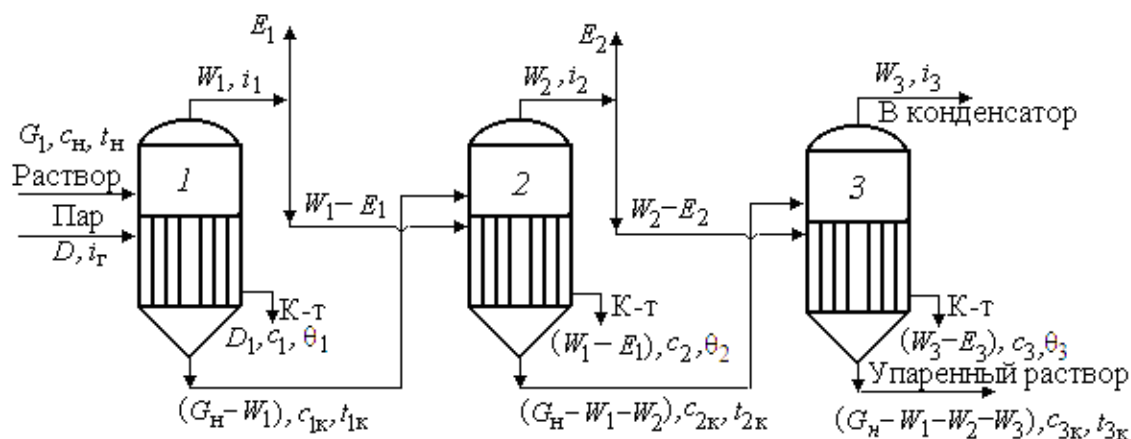 E₁
E₂
W₁, i₁
W₂, i₂
W₃, i₃
В конденсатор
G₁, cн, tн
Раствор
Пар
D, iг
1
2
3
W₁–E₁
W₂–E₂
К-т
D₁, c₁, θ₁
К-т
(W₁–E₁), c₂, θ₂
К-т
(W₃–E₃), c₃, θ₃
Упаренный раствор
(Gн–W₁), c₁к, t₁к
(Gн–W₁–W₂), c₂к, t₂к
(Gн–W₁–W₂–W₃), c₃к, t₃к